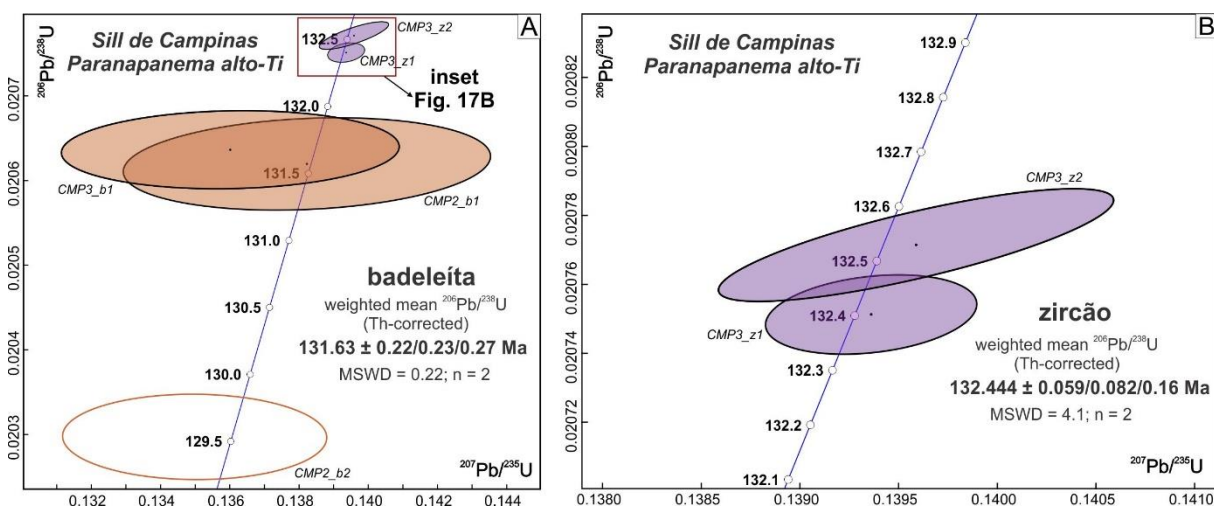 A
Sill de Campinas
Paranapanema alto-Ti
²⁰⁶Pb/²³⁸U
CMP3_z2
132.5
CMP3_z1
inset
Fig. 17B
132.0
131.5
CMP3_b1
CMP2_b1
131.0
130.5
130.0
129.5
CMP2_b2
badeleíta
weighted mean ²⁰⁶Pb/²³⁸U
(Th-corrected)
131.63 ± 0.22/0.23/0.27 Ma
MSWD = 0.22; n = 2
²⁰⁷Pb/²³⁵U
0.0207
0.0206
0.0205
0.0204
0.0203
0.132 0.134 0.136 0.138 0.140 0.142 0.144
B
Sill de Campinas
Paranapanema alto-Ti
²⁰⁶Pb/²³⁸U
132.9
132.8
132.7
CMP3_z2
132.6
132.5
132.4
CMP3_z1
132.3
132.2
132.1
zircão
weighted mean ²⁰⁶Pb/²³⁸U
(Th-corrected)
132.444 ± 0.059/0.082/0.16 Ma
MSWD = 4.1; n = 2
²⁰⁷Pb/²³⁵U
0.02082
0.02080
0.02078
0.02076
0.02074
0.02072
0.1380 0.1385 0.1390 0.1395 0.1400 0.1405 0.1410